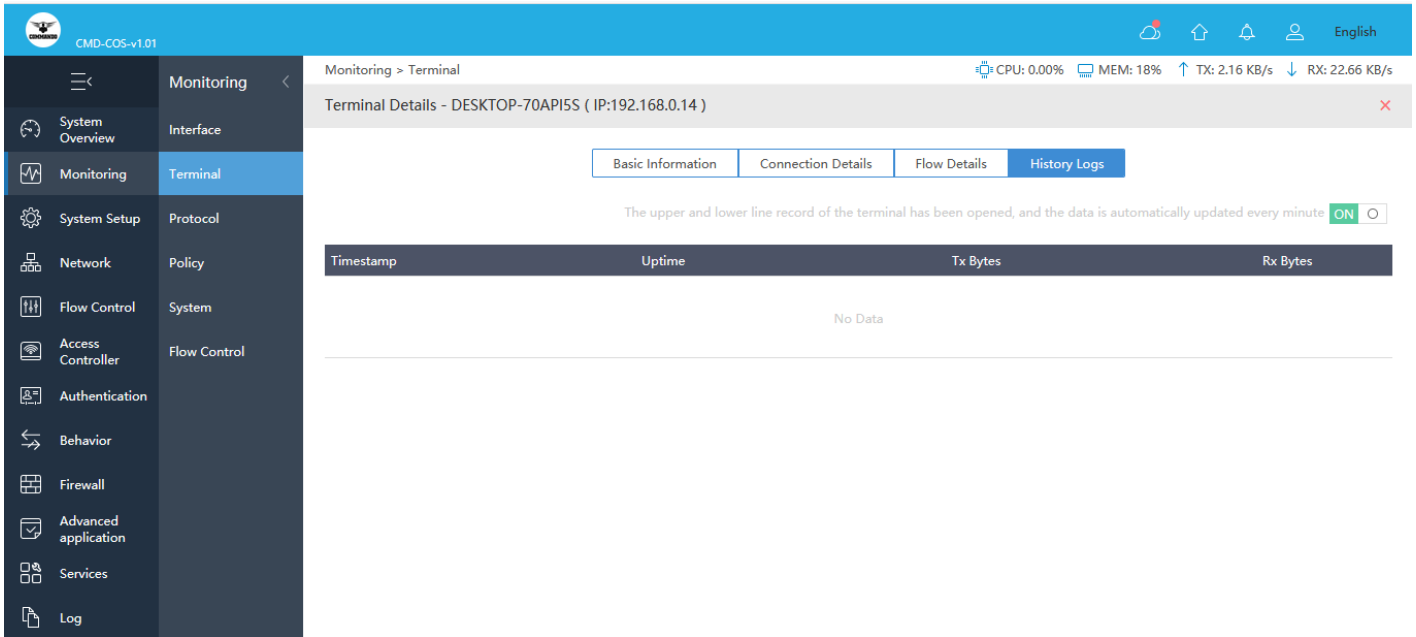 COMMANDO
CMD-COS-v1.01
English
Monitoring
Monitoring > Terminal
CPU: 0.00%
MEM: 18%
TX: 2.16 KB/s
RX: 22.66 KB/s
Terminal Details - DESKTOP-70API5S ( IP:192.168.0.14 )
System
Overview
Monitoring
System Setup
Network
Flow Control
Access
Controller
Authentication
Behavior
Firewall
Advanced
application
Services
Log
Interface
Terminal
Protocol
Policy
System
Flow Control
Basic Information
Connection Details
Flow Details
History Logs
The upper and lower line record of the terminal has been opened, and the data is automatically updated every minute ON
Timestamp Uptime Tx Bytes Rx Bytes
No Data